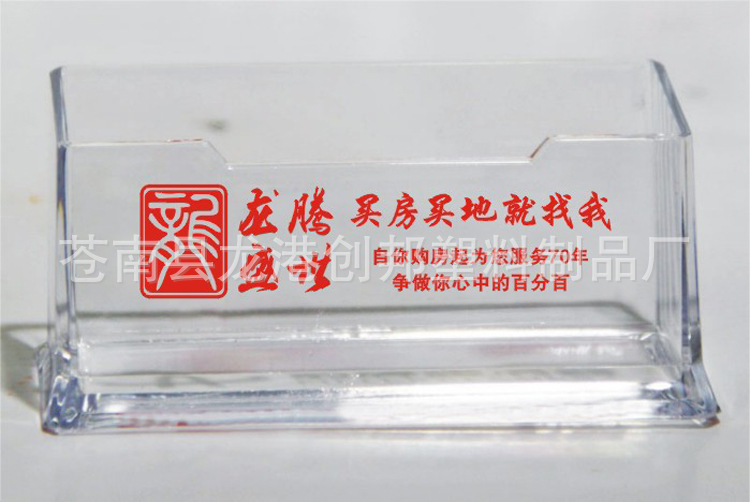 龍
龙腾
盛世
买房买地就找我
自你购房起为您服务70年
争做你心中的百分百
苍南县龙港创邦塑料制品厂